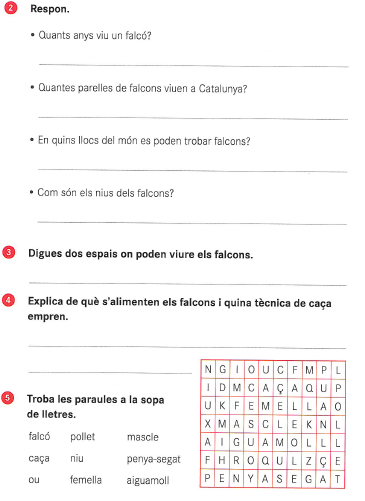 2 Respon.
• Quants anys viu un falcó?
• Quantes parelles de falcons viuen a Catalunya?
• En quins llocs del món es poden trobar falcons?
• Com són els nius dels falcons?
3 Digues dos espais on poden viure els falcons.
4 Explica de què s'alimenten els falcons i quina tècnica de caça
empren.
5 Troba les paraules a la sopa
de lletres.
falcó pollet mascle
caça niu penya-segat
ou femella aiguamoll
N G I O U C F M P L
I D M C A Ç A Q U P
U K F E M E L L A O
X M A S C L E K N L
A I G U A M O L L L
F H R O Q U L Z Ç E
P E N Y A S E G A T